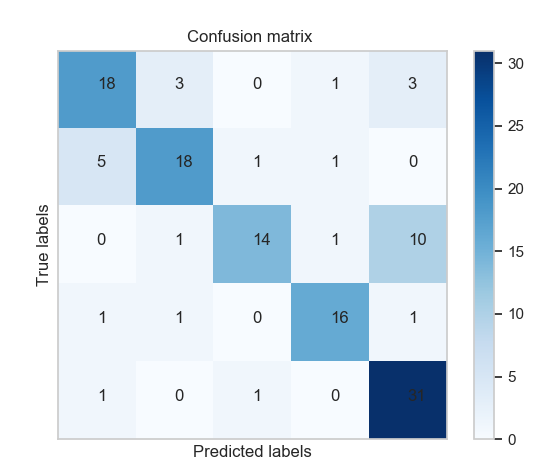 Confusion matrix
18 3 0 1 3
5 18 1 1 0
0 1 14 1 10
1 1 0 16 1
1 0 1 0 31
True labels
Predicted labels
30
25
20
15
10
5
0